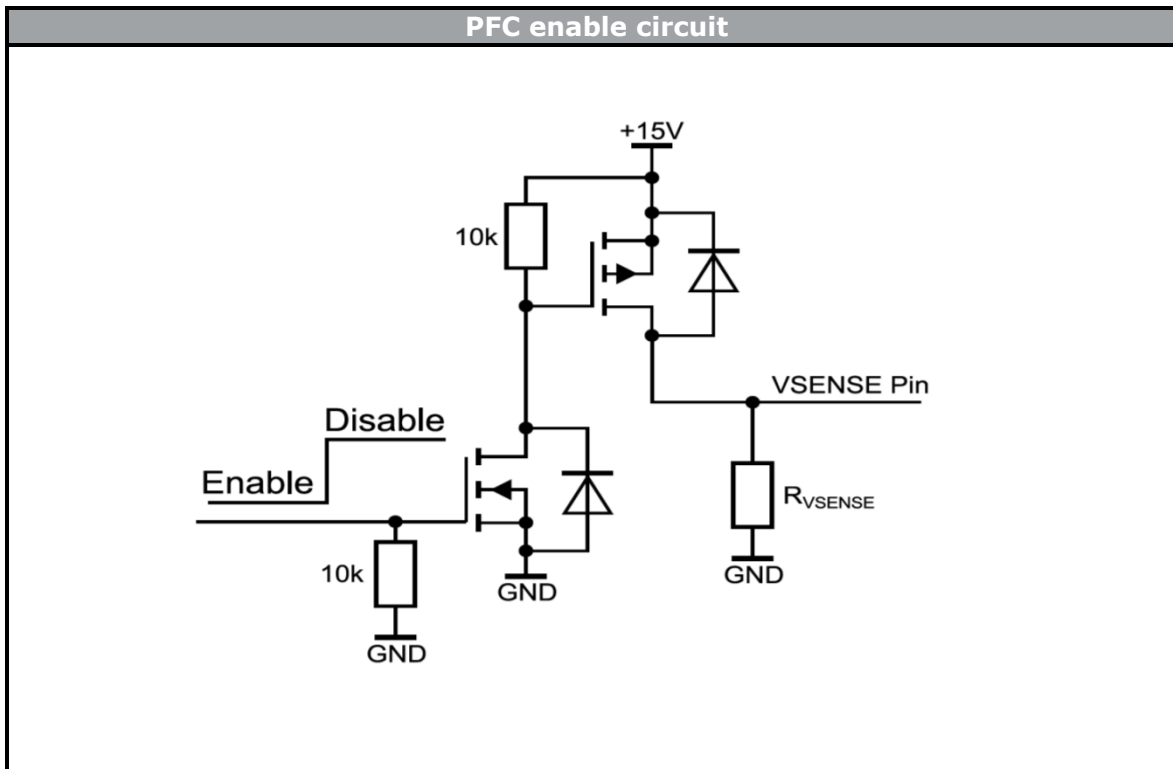 PFC enable circuit
+15V
10k
VSENSE Pin
Disable
Enable
RVSENSE
10k
GND
GND
GND